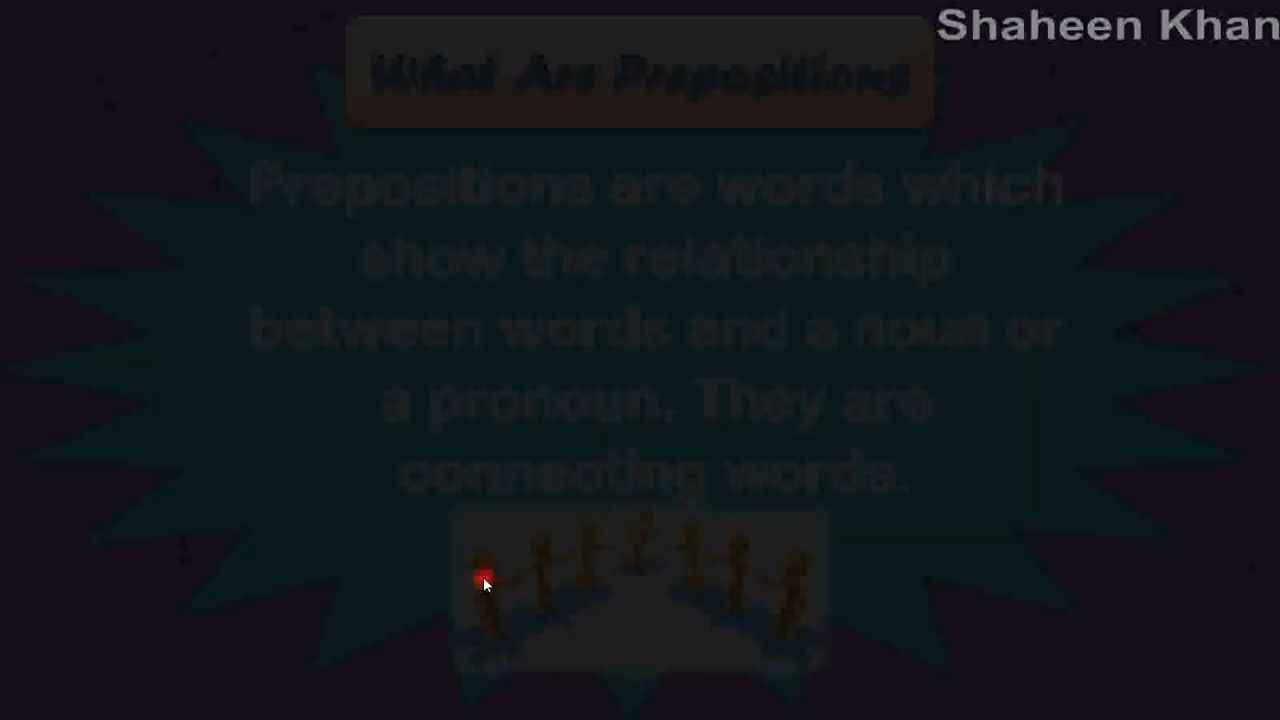 Shaheen Khan
What Are Prepositions
Prepositions are words which
show the relationship
between words and a noun or
a pronoun. They are
connecting words.